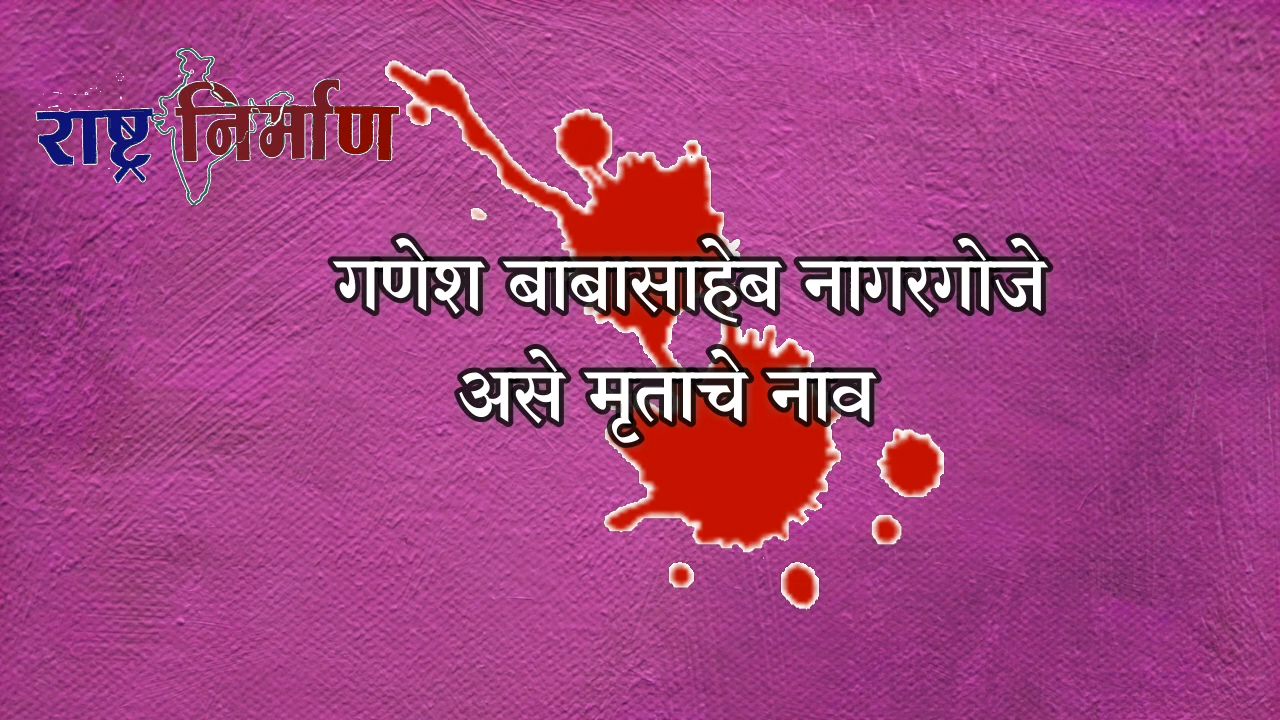 राष्ट्र निर्माण
गणेश बाबासाहेब नागरगोजे
असे मृताचे नाव